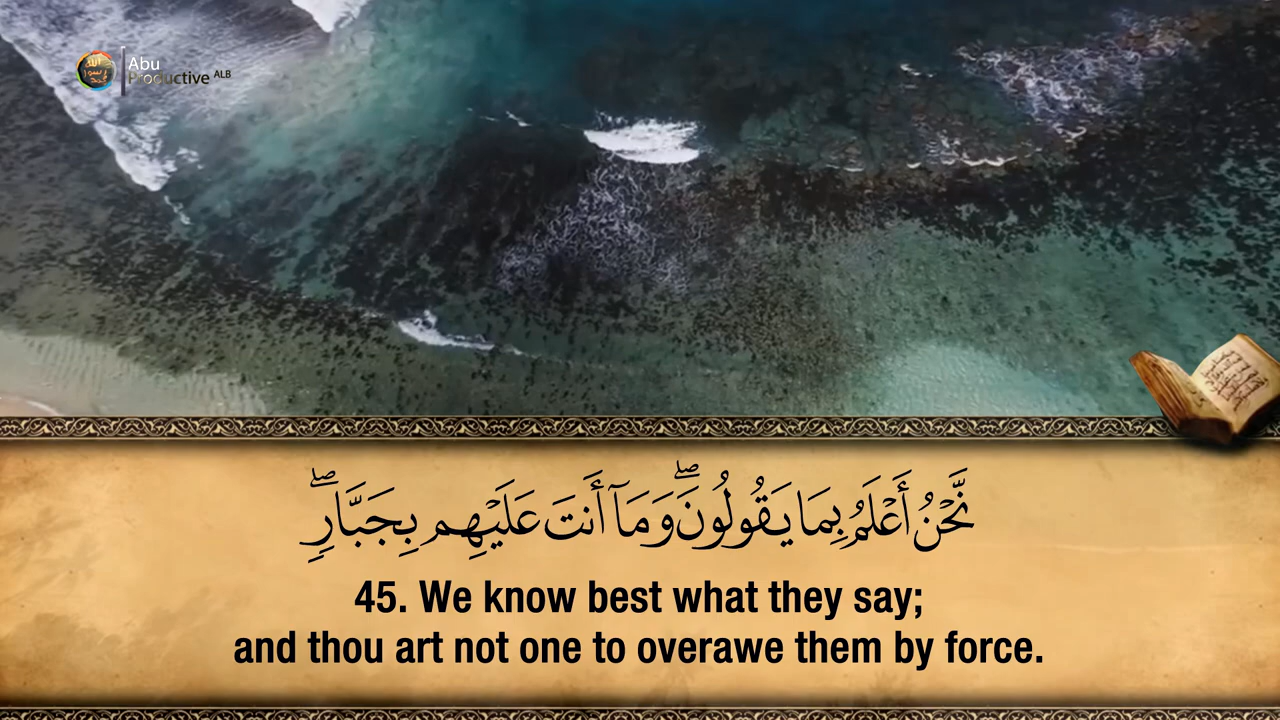 Abu
Productive ALB
نَّحْنُ أَعْلَمُ بِمَا يَقُولُونَ ۖ وَمَآ أَنتَ عَلَيْهِم بِجَبَّارٍ ۖ
45. We know best what they say;
and thou art not one to overawe them by force.